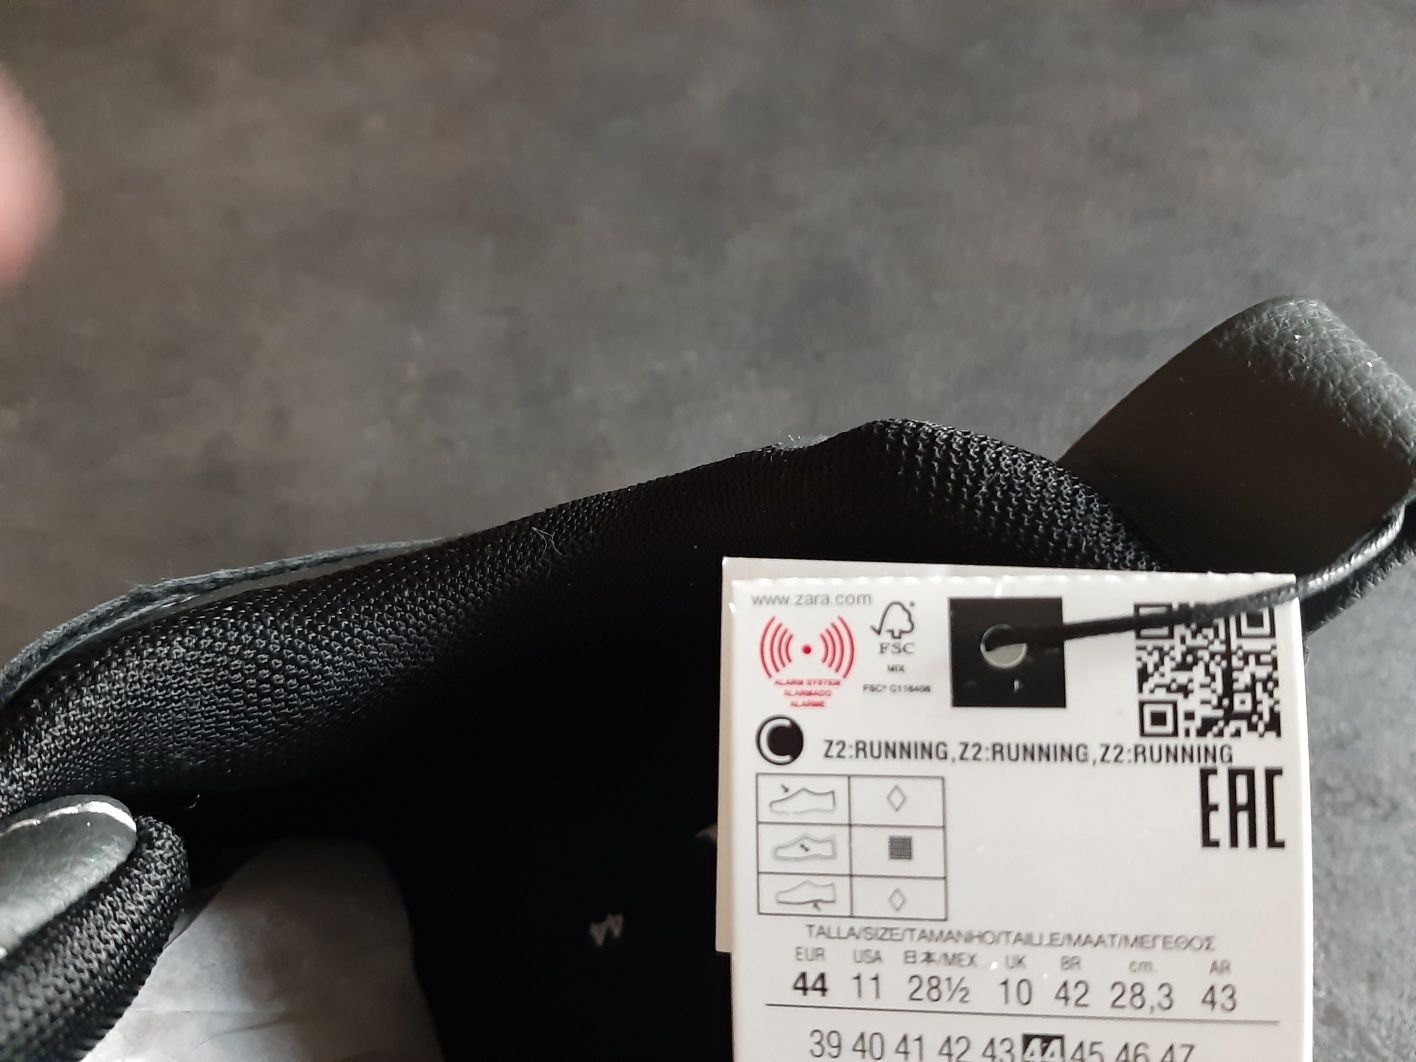 www.zara.com
FSC
MIX
FSC® C118406
ALARM SYSTEM
ALARMADO
ALARME
Z2:RUNNING,Z2:RUNNING,Z2:RUNNING
EAC
TALLA/SIZE/TAMANHO/TAILLE/MAAT/ΜΕΓΕΘΟΣ
EUR USA 日本/MEX UK BR cm. AR
44 11 28½ 10 42 28,3 43
39 40 41 42 43 44 45 46 47